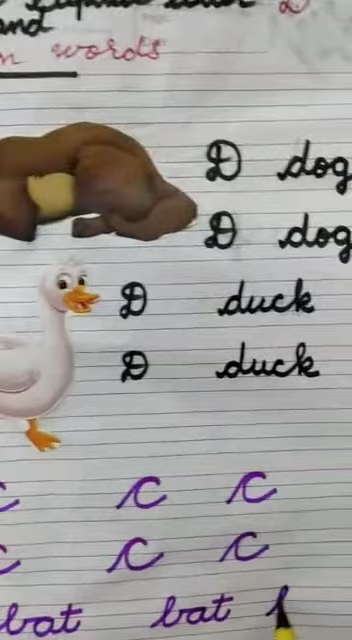 and
words
D dog
D dog
D duck
D duck
c c c
c c c
bat bat